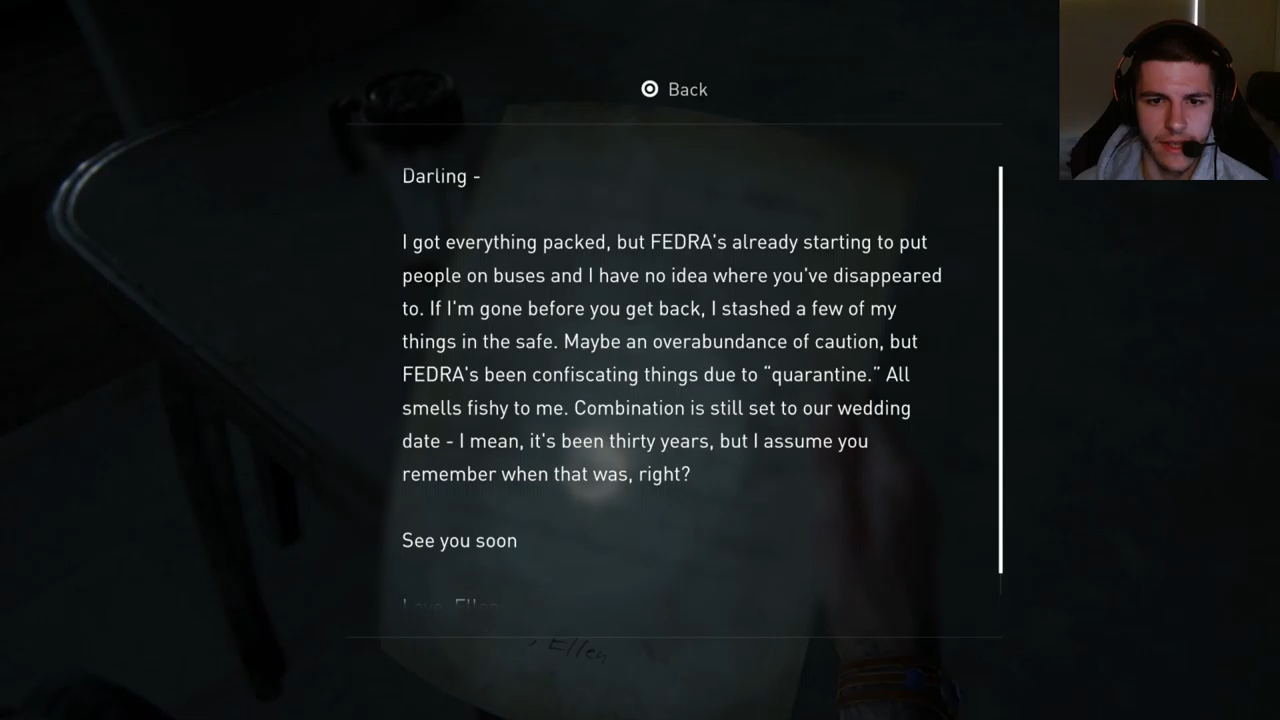 Back
Darling -
I got everything packed, but FEDRA's already starting to put
people on buses and I have no idea where you've disappeared
to. If I'm gone before you get back, I stashed a few of my
things in the safe. Maybe an overabundance of caution, but
FEDRA's been confiscating things due to “quarantine.” All
smells fishy to me. Combination is still set to our wedding
date - I mean, it's been thirty years, but I assume you
remember when that was, right?
See you soon
Love, Ellen
, Ellen